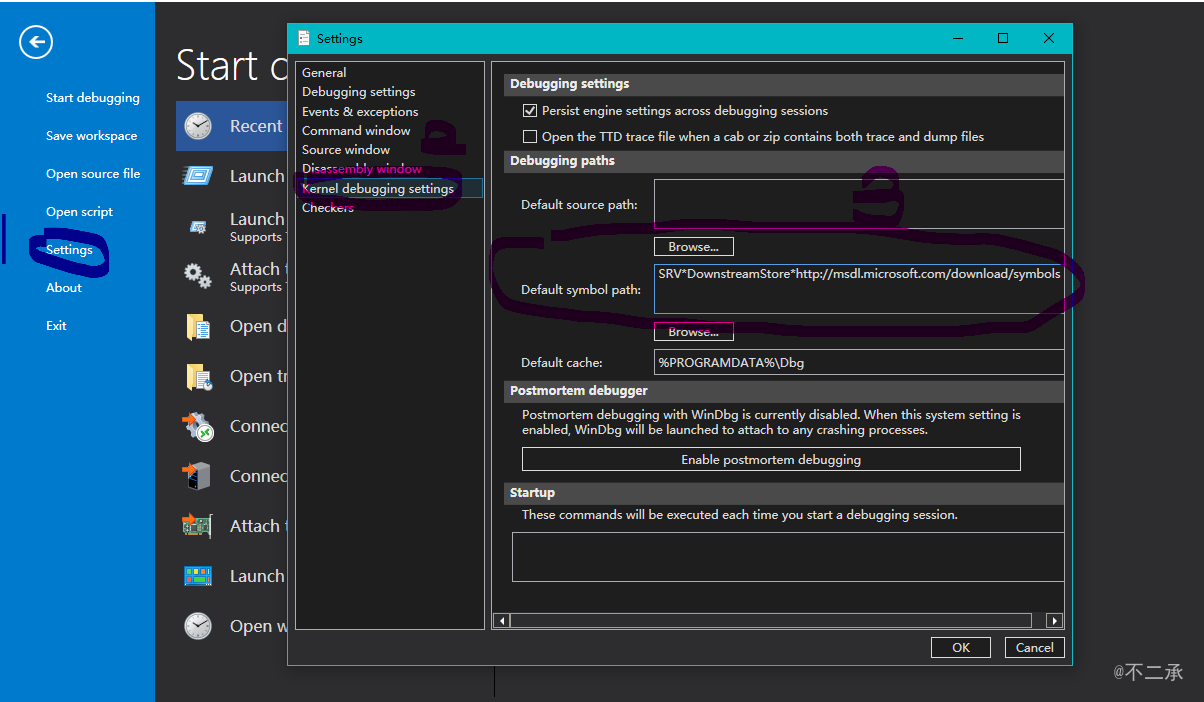 Settings
Start debugging
Save workspace
Open source file
Open script
Settings
About
Exit
Start
Recent
Launch
Launch
Supports
Attach
Supports
Open
Open
Connec
Connec
Attach
Launch
Open
General
Debugging settings
Events & exceptions
Command window
Source window
Disassembly window
Kernel debugging settings
Checkers
Debugging settings
Persist engine settings across debugging sessions
Open the TTD trace file when a cab or zip contains both trace and dump files
Debugging paths
Default source path:
Browse...
Default symbol path:
SRV*DownstreamStore*http://msdl.microsoft.com/download/symbols
Browse...
Default cache:
%PROGRAMDATA%\Dbg
Postmortem debugger
Postmortem debugging with WinDbg is currently disabled. When this system setting is
enabled, WinDbg will be launched to attach to any crashing processes.
Enable postmortem debugging
Startup
These commands will be executed each time you start a debugging session.
OK
Cancel
@不二承